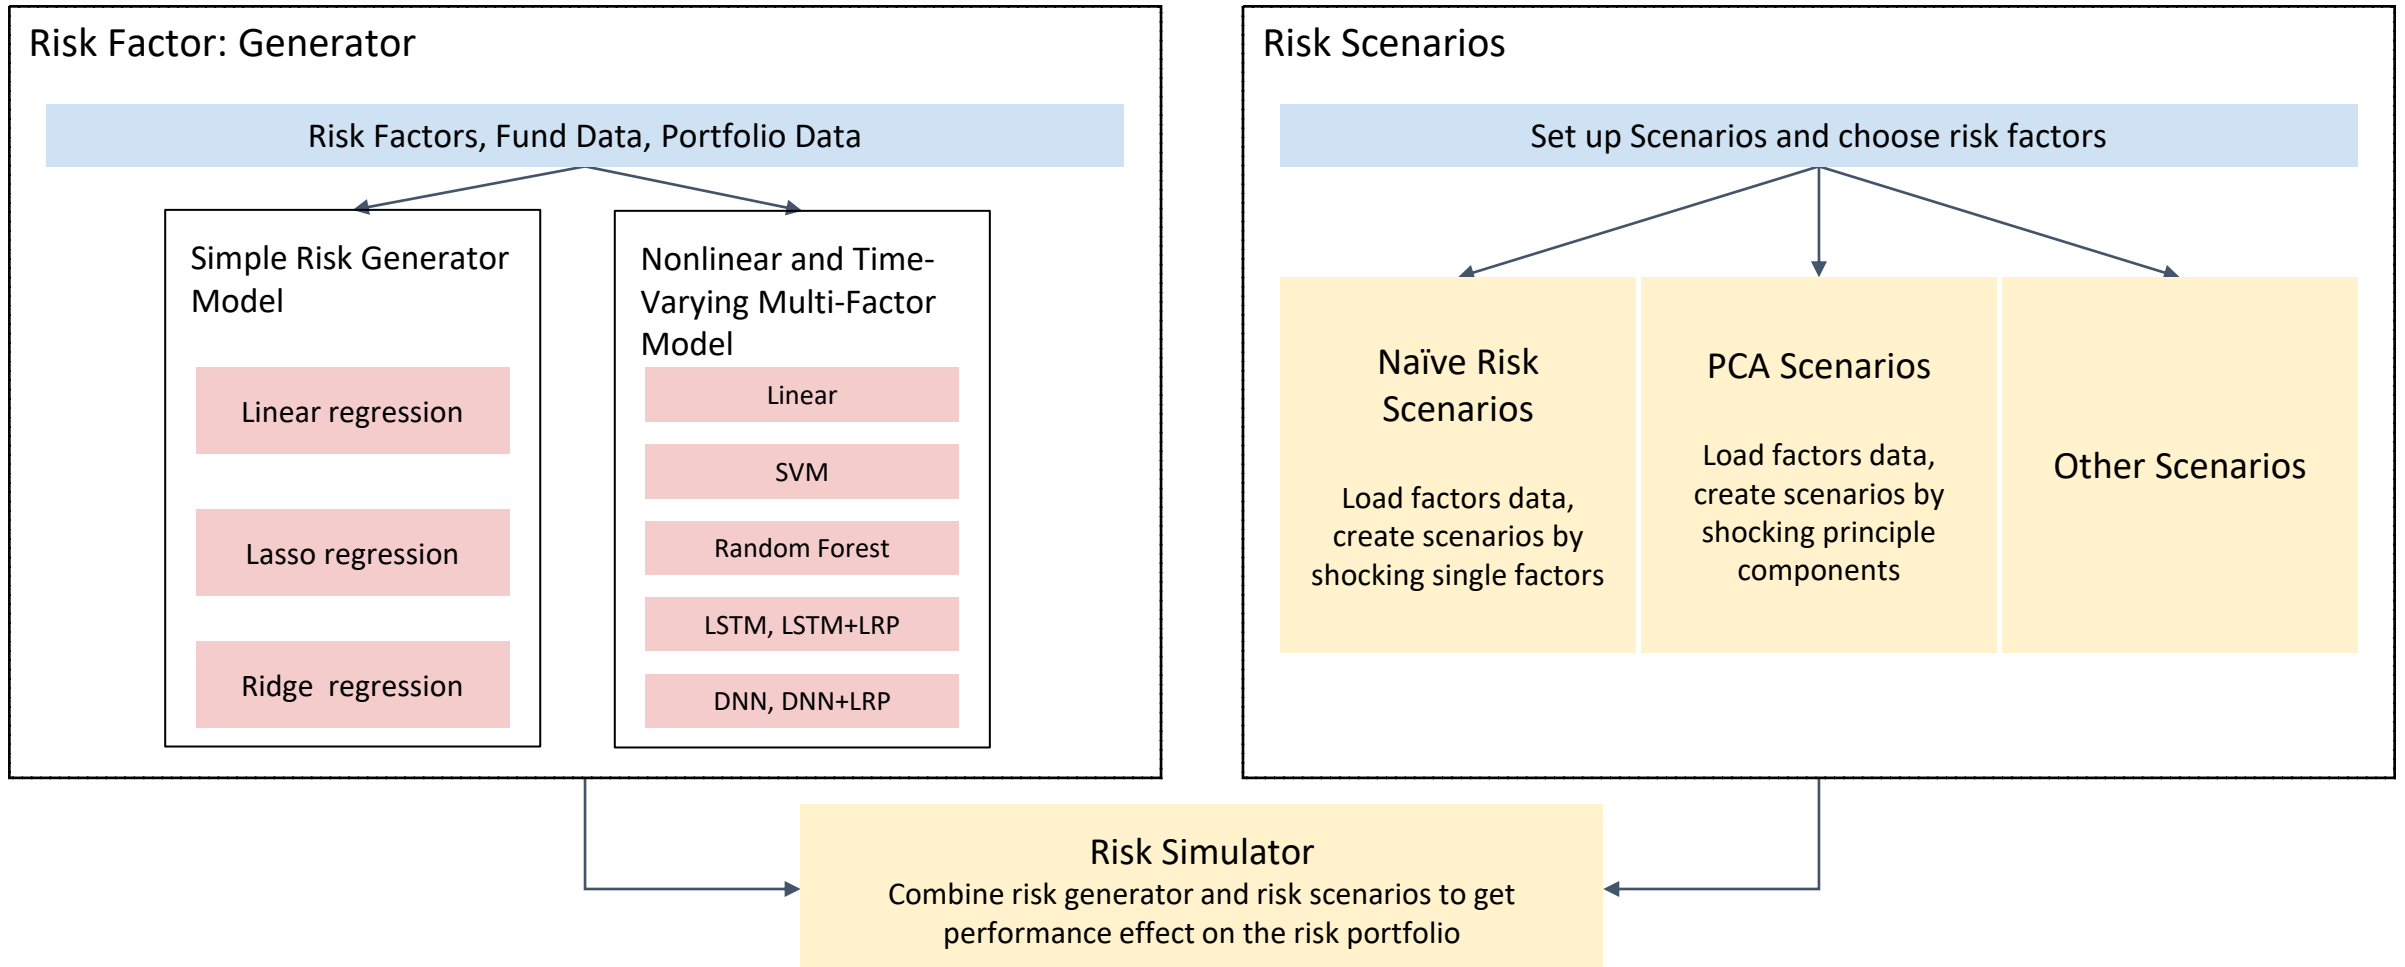 Risk Factor: Generator
Risk Factors, Fund Data, Portfolio Data
Simple Risk Generator
Model
Linear regression
Lasso regression
Ridge  regression
Nonlinear and Time-
Varying Multi-Factor
Model
Linear
SVM
Random Forest
LSTM, LSTM+LRP
DNN, DNN+LRP
Risk Scenarios
Set up Scenarios and choose risk factors
Naïve Risk
Scenarios
Load factors data,
create scenarios by
shocking single factors
PCA Scenarios
Load factors data,
create scenarios by
shocking principle
components
Other Scenarios
Risk Simulator
Combine risk generator and risk scenarios to get
performance effect on the risk portfolio